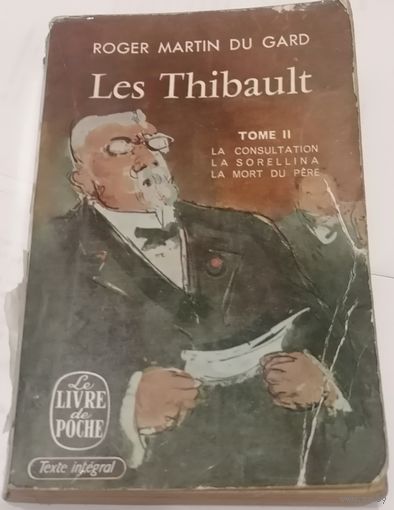 ROGER MARTIN DU GARD
Les Thibault
TOME II
LA CONSULTATION
LA SORELLINA
LA MORT DU PÈRE
Le
LIVRE
de
POCHE
Texte intégral